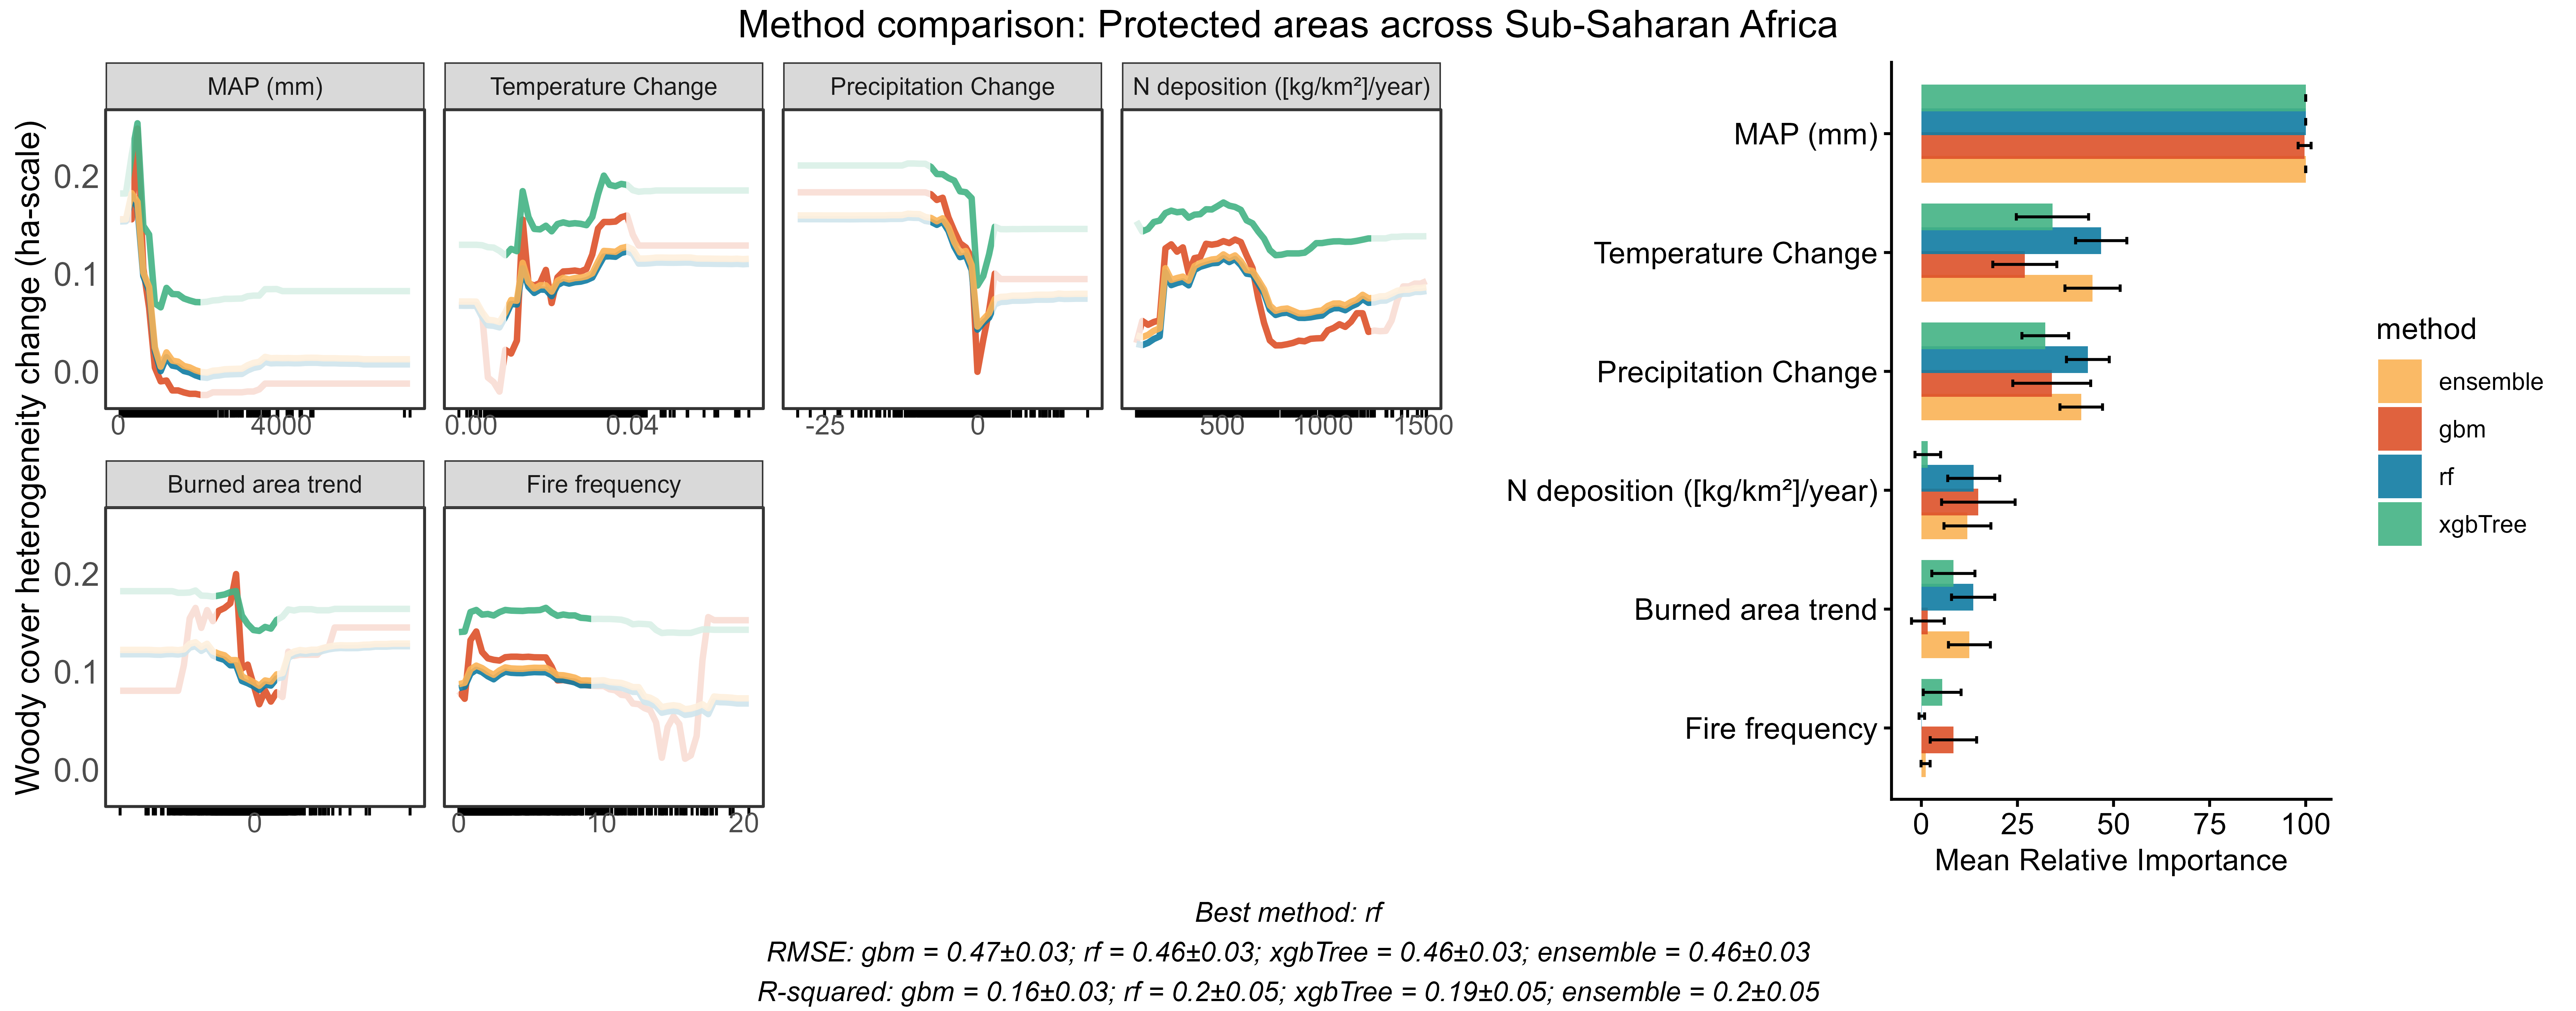 Method comparison: Protected areas across Sub-Saharan Africa
Woody cover heterogeneity change (ha-scale)
MAP (mm)
Temperature Change
Precipitation Change
N deposition ([kg/km²]/year)
0.2
0.1
0.0
0 4000
0.00 0.04
-25 0
500 1000 1500
Burned area trend
Fire frequency
0.2
0.1
0.0
0
0 10 20
MAP (mm)
Temperature Change
Precipitation Change
N deposition ([kg/km²]/year)
Burned area trend
Fire frequency
0 25 50 75 100
Mean Relative Importance
method
ensemble
gbm
rf
xgbTree
Best method: rf
RMSE: gbm = 0.47±0.03; rf = 0.46±0.03; xgbTree = 0.46±0.03; ensemble = 0.46±0.03
R-squared: gbm = 0.16±0.03; rf = 0.2±0.05; xgbTree = 0.19±0.05; ensemble = 0.2±0.05